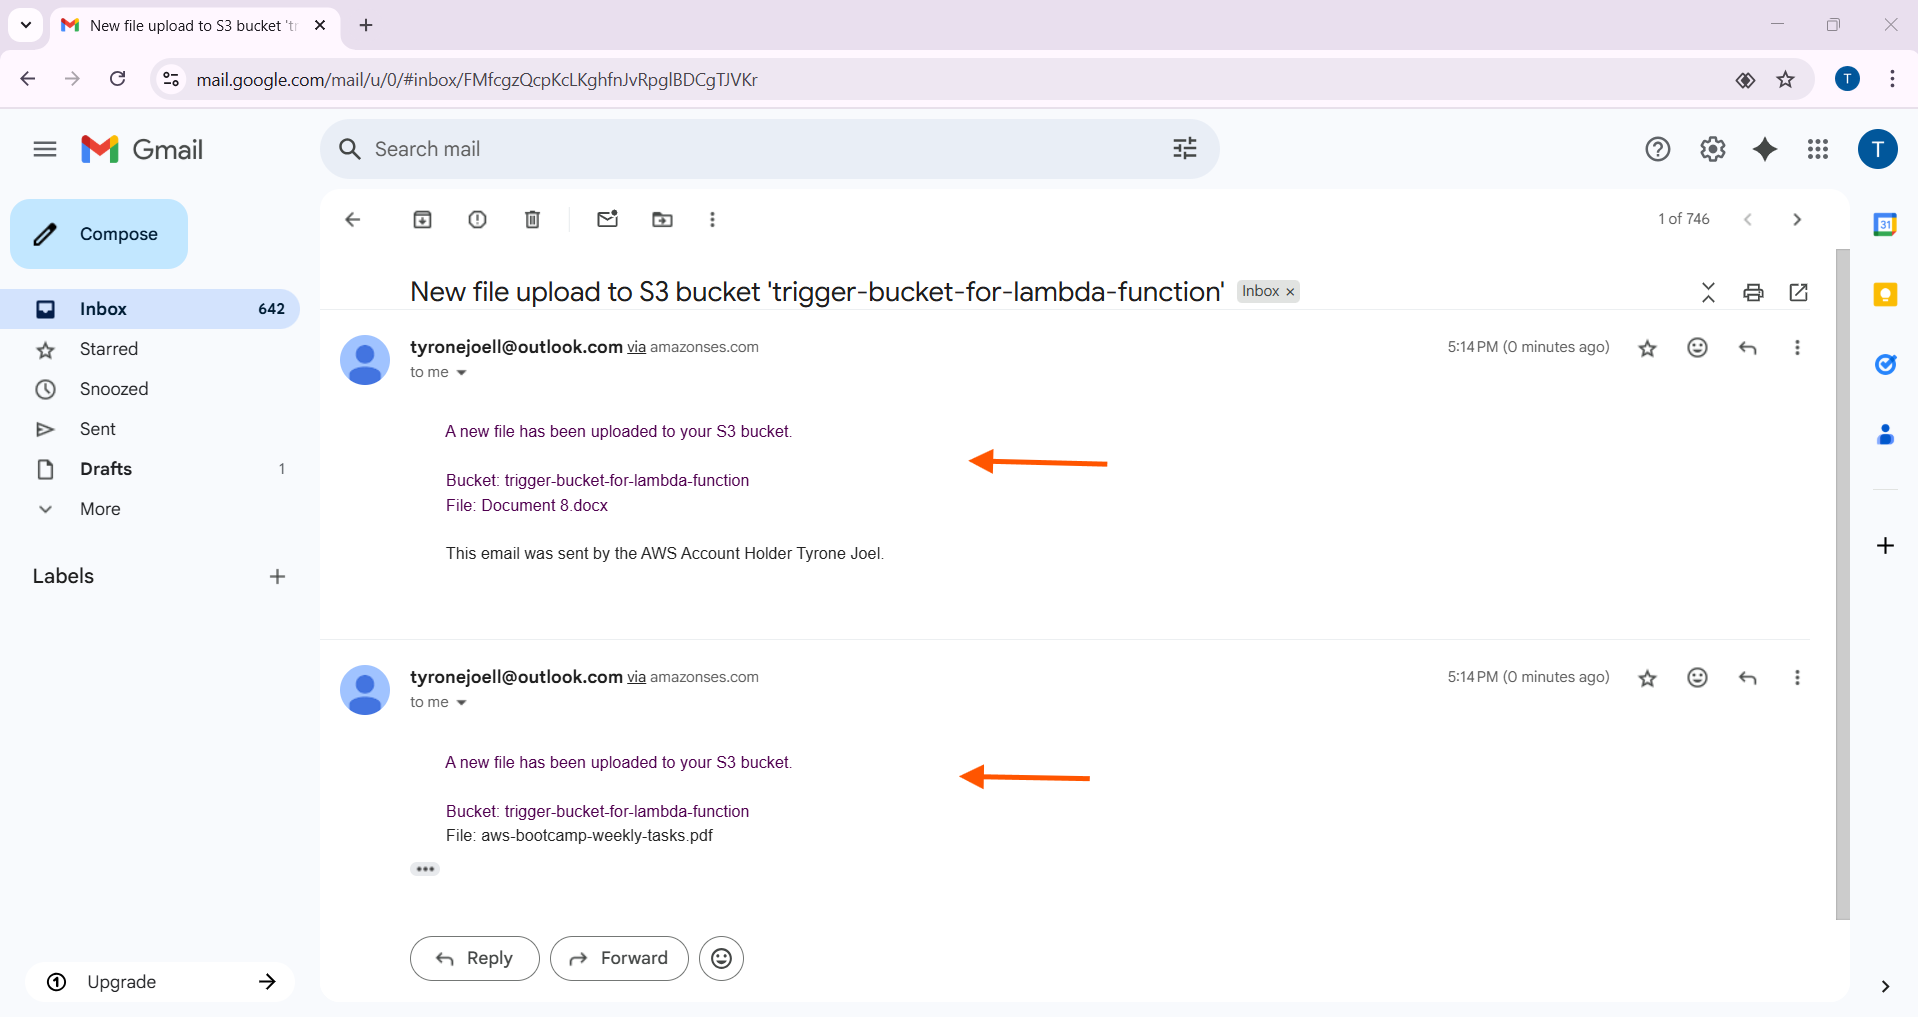 New file upload to S3 bucket 'tr
mail.google.com/mail/u/0/#inbox/FMfcgzQcpKcLKghfnJvRpglBDCgTJVKr
T
Gmail
Search mail
T
Compose
1 of 746
31
New file upload to S3 bucket 'trigger-bucket-for-lambda-function'
Inbox ×
Inbox 642
Starred
Snoozed
Sent
Drafts 1
More
Labels
tyronejoell@outlook.com via amazonses.com
5:14 PM (0 minutes ago)
to me
A new file has been uploaded to your S3 bucket.
Bucket: trigger-bucket-for-lambda-function
File: Document 8.docx
This email was sent by the AWS Account Holder Tyrone Joel.
tyronejoell@outlook.com via amazonses.com
5:14 PM (0 minutes ago)
to me
A new file has been uploaded to your S3 bucket.
Bucket: trigger-bucket-for-lambda-function
File: aws-bootcamp-weekly-tasks.pdf
Reply
Forward
1 Upgrade